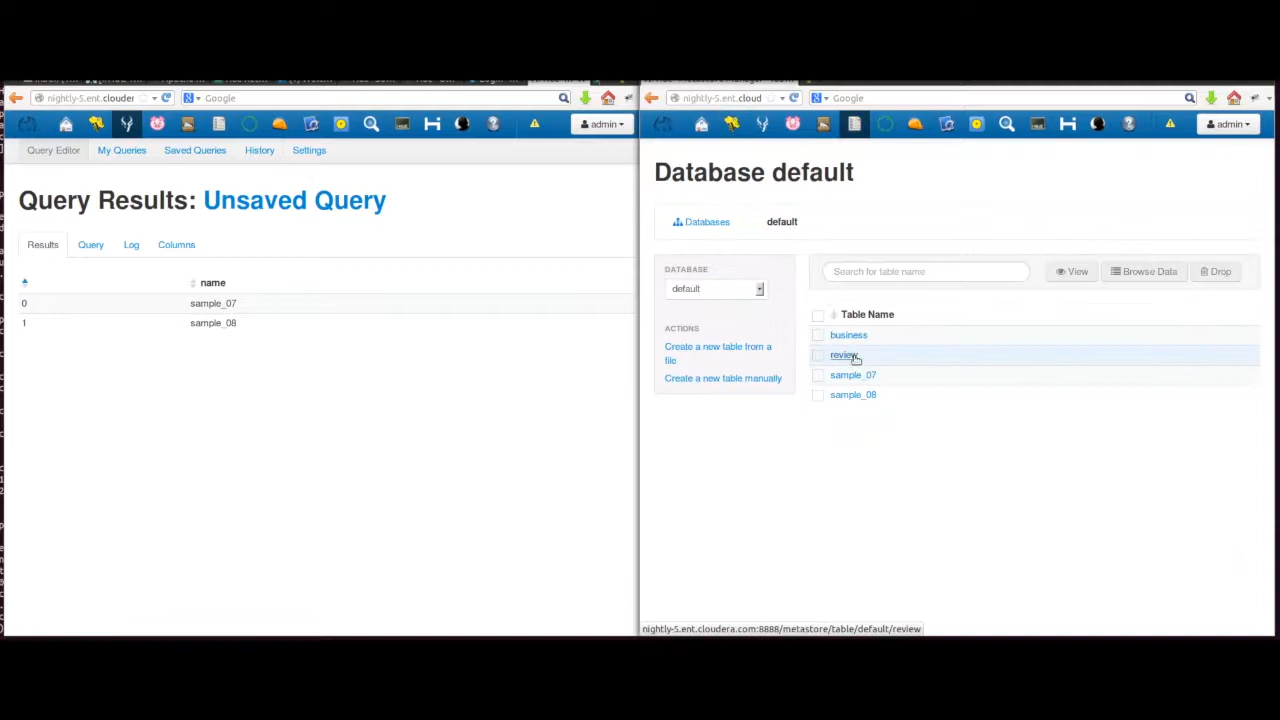 nightly-5.ent.clouder
Google
admin
Query Editor
My Queries
Saved Queries
History
Settings
Query Results: Unsaved Query
Results
Query
Log
Columns
name
0
sample_07
1
sample_08
nightly-5.ent.cloud
Google
admin
Database default
Databases
default
DATABASE
default
ACTIONS
Create a new table from a
file
Create a new table manually
Search for table name
View
Browse Data
Drop
Table Name
business
review
sample_07
sample_08
nightly-5.ent.cloudera.com:8888/metastore/table/default/review